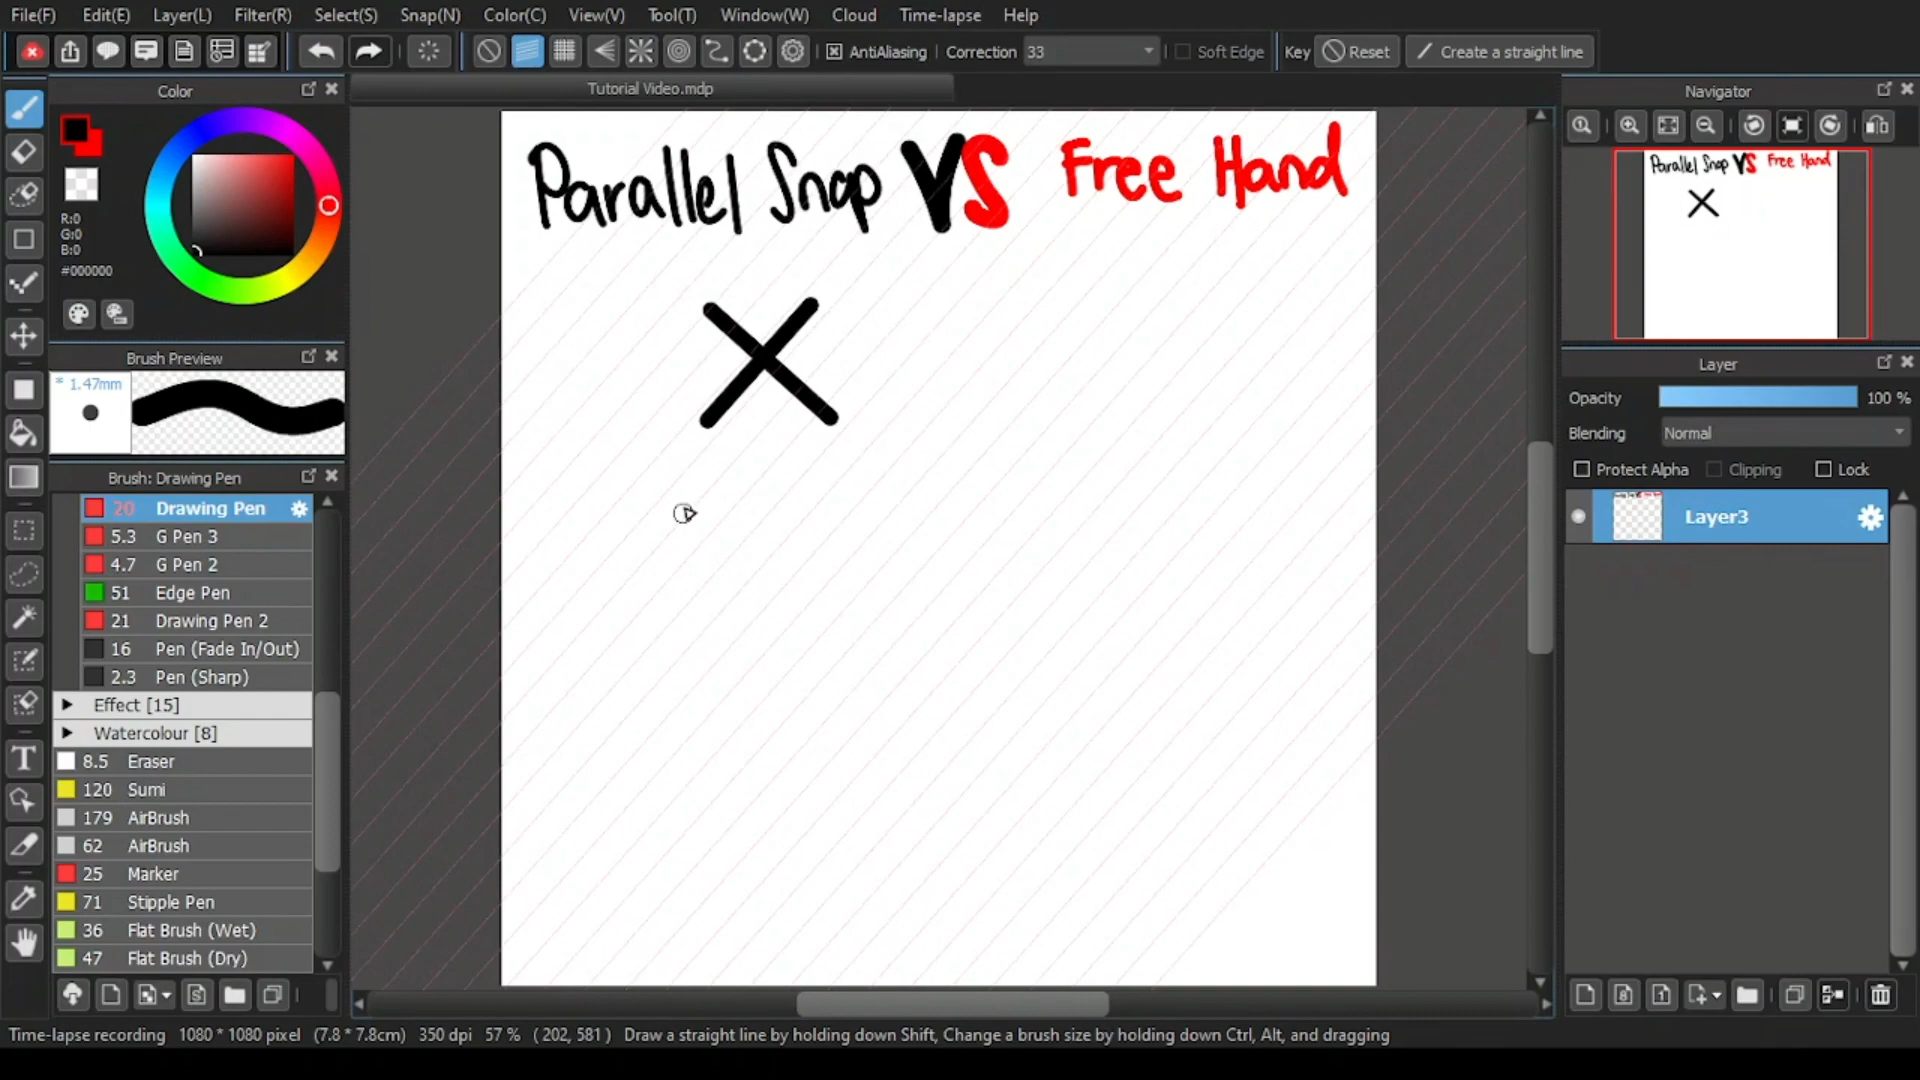 File(F) Edit(E) Layer(L) Filter(R) Select(S) Snap(N) Color(C) View(V) Tool(T) Window(W) Cloud Time-lapse Help
AntiAliasing Correction 33 Soft Edge Key Reset Create a straight line
Color
Tutorial Video.mdp
Navigator
Parallel Snap VS Free Hand
Parallel Snap VS Free Hand
R:0
G:0
B:0
#000000
Brush Preview
* 1.47mm
Layer
Opacity 100 %
Blending Normal
Protect Alpha Clipping Lock
Layer3
Brush: Drawing Pen
20 Drawing Pen
5.3 G Pen 3
4.7 G Pen 2
51 Edge Pen
21 Drawing Pen 2
16 Pen (Fade In/Out)
2.3 Pen (Sharp)
Effect [15]
Watercolour [8]
8.5 Eraser
120 Sumi
179 AirBrush
62 AirBrush
25 Marker
71 Stipple Pen
36 Flat Brush (Wet)
47 Flat Brush (Dry)
Time-lapse recording 1080 * 1080 pixel (7.8 * 7.8cm) 350 dpi 57 % ( 202, 581 ) Draw a straight line by holding down Shift, Change a brush size by holding down Ctrl, Alt, and dragging